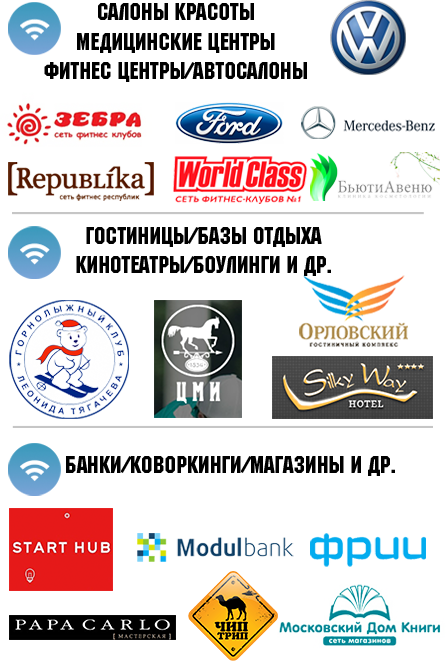 САЛОНЫ КРАСОТЫ
МЕДИЦИНСКИЕ ЦЕНТРЫ
ФИТНЕС ЦЕНТРЫ/АВТОСАЛОНЫ
VW
ЗЕБРА
сеть фитнес клубов
Ford
Mercedes-Benz
[Republika]
сеть фитнес республик
World Class
СЕТЬ ФИТНЕС-КЛУБОВ №1
БьютиАвеню
КЛИНИКА КОСМЕТОЛОГИИ
ГОСТИНИЦЫ/БАЗЫ ОТДЫХА
КИНОТЕАТРЫ/БОУЛИНГИ И ДР.
ГОРНОЛЫЖНЫЙ КЛУБ
ЛЕОНИДА ТЯГАЧЕВА
1834
ЦМИ
ОРЛОВСКИЙ
ГОСТИНИЧНЫЙ КОМПЛЕКС
Silky Way
HOTEL
БАНКИ/КОВОРКИНГИ/МАГАЗИНЫ И ДР.
START HUB
Modulbank
фрии
PAPA CARLO
[МАСТЕРСКАЯ]
ЧИП
ТРИП
Московский Дом Книги
сеть магазинов